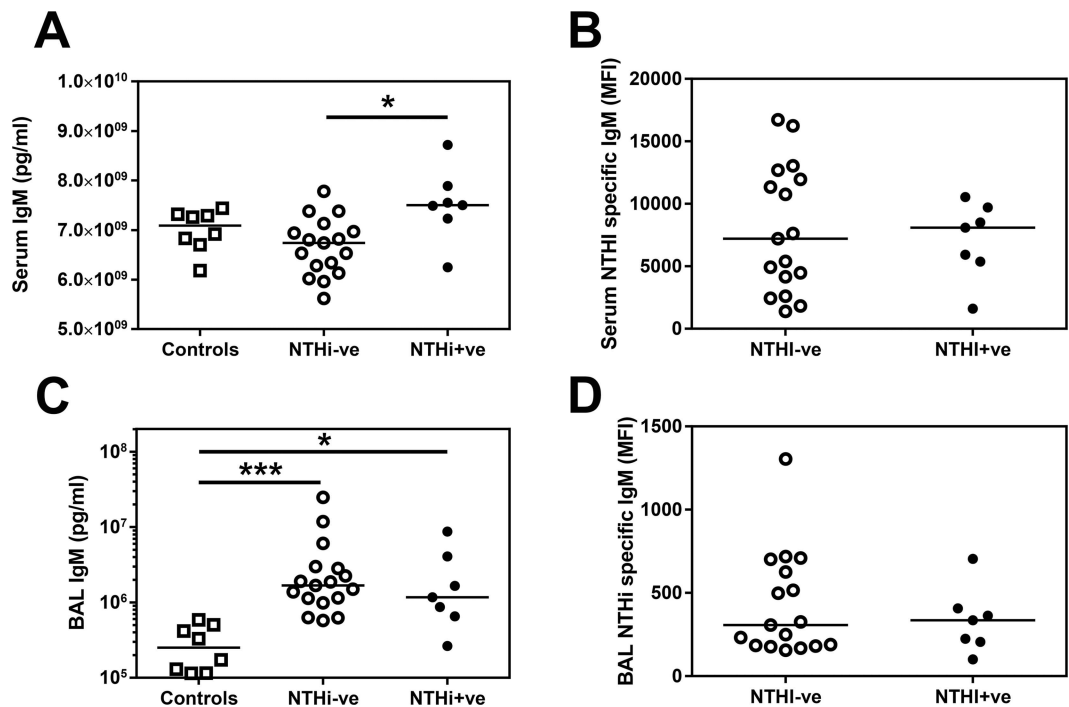 A
Serum IgM (pg/ml)
1.0×10¹⁰
9.0×10⁰⁹
8.0×10⁰⁹
7.0×10⁰⁹
6.0×10⁰⁹
5.0×10⁰⁹
*
Controls NTHi-ve NTHi+ve
B
Serum NTHI specific IgM (MFI)
20000
15000
10000
5000
0
NTHI-ve NTHI+ve
C
BAL IgM (pg/ml)
10⁸
10⁷
10⁶
10⁵
*
***
Controls NTHi-ve NTHi+ve
D
BAL NTHi specific IgM (MFI)
1500
1000
500
0
NTHI-ve NTHI+ve